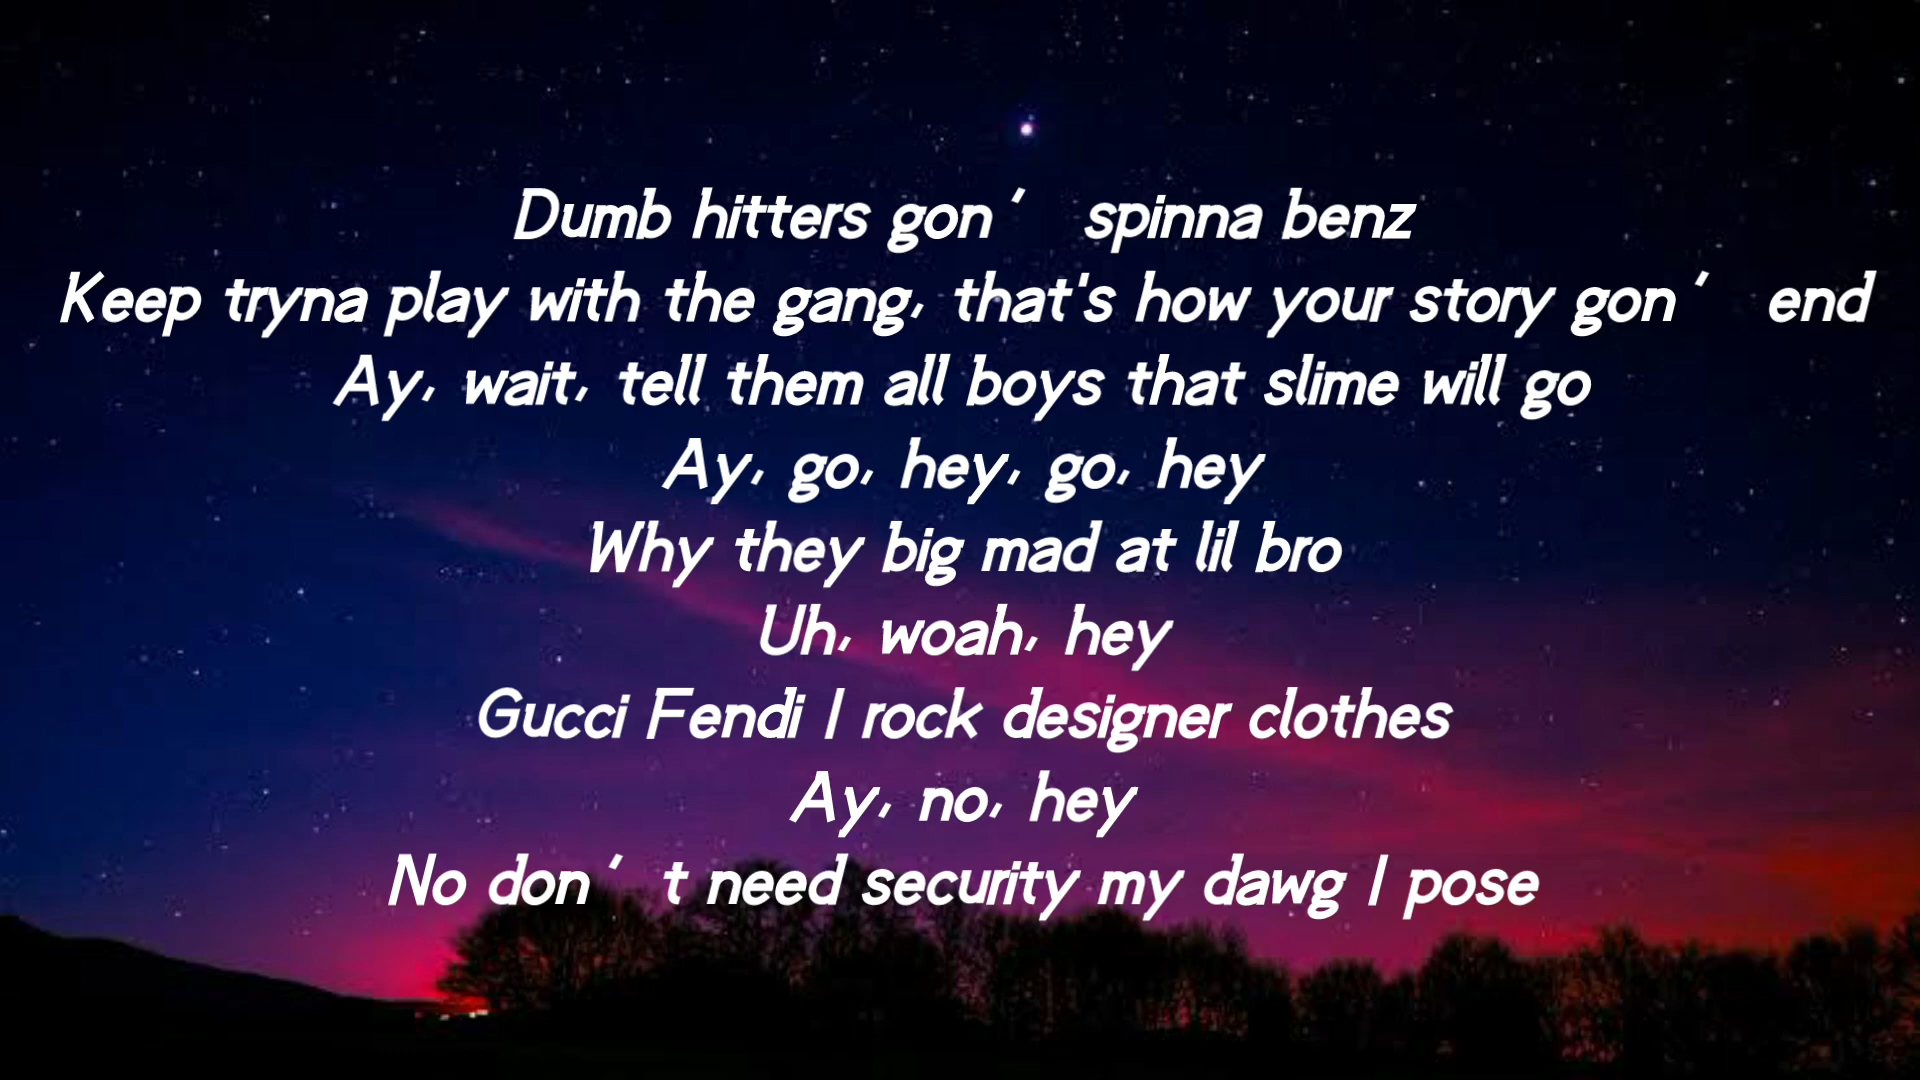 Dumb hitters gon’ spinna benz
Keep tryna play with the gang, that's how your story gon’ end
Ay, wait, tell them all boys that slime will go
Ay, go, hey, go, hey
Why they big mad at lil bro
Uh, woah, hey
Gucci Fendi I rock designer clothes
Ay, no, hey
No don’t need security my dawg I pose